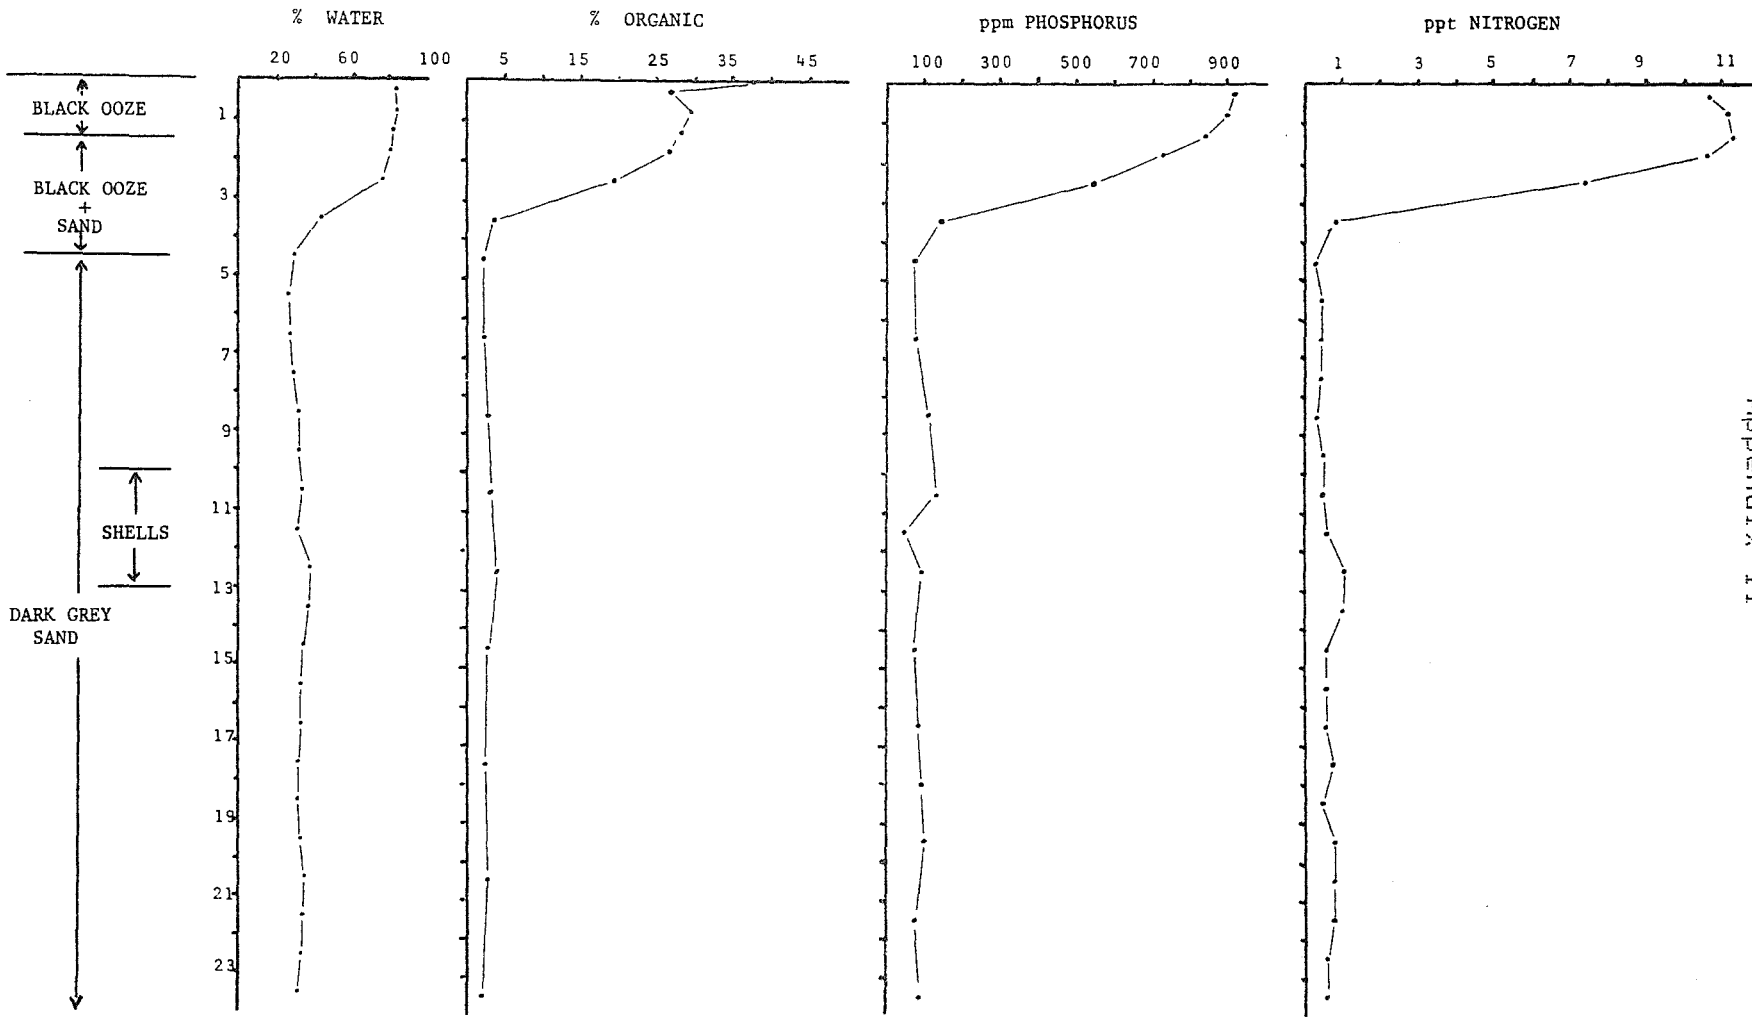 % WATER
% ORGANIC
ppm PHOSPHORUS
ppt NITROGEN
20 60 100
5 15 25 35 45
100 300 500 700 900
1 3 5 7 9 11
BLACK OOZE
1
BLACK OOZE
+
SAND
3
5
7
9
11
SHELLS
13
DARK GREY
SAND
15
17
19
21
23